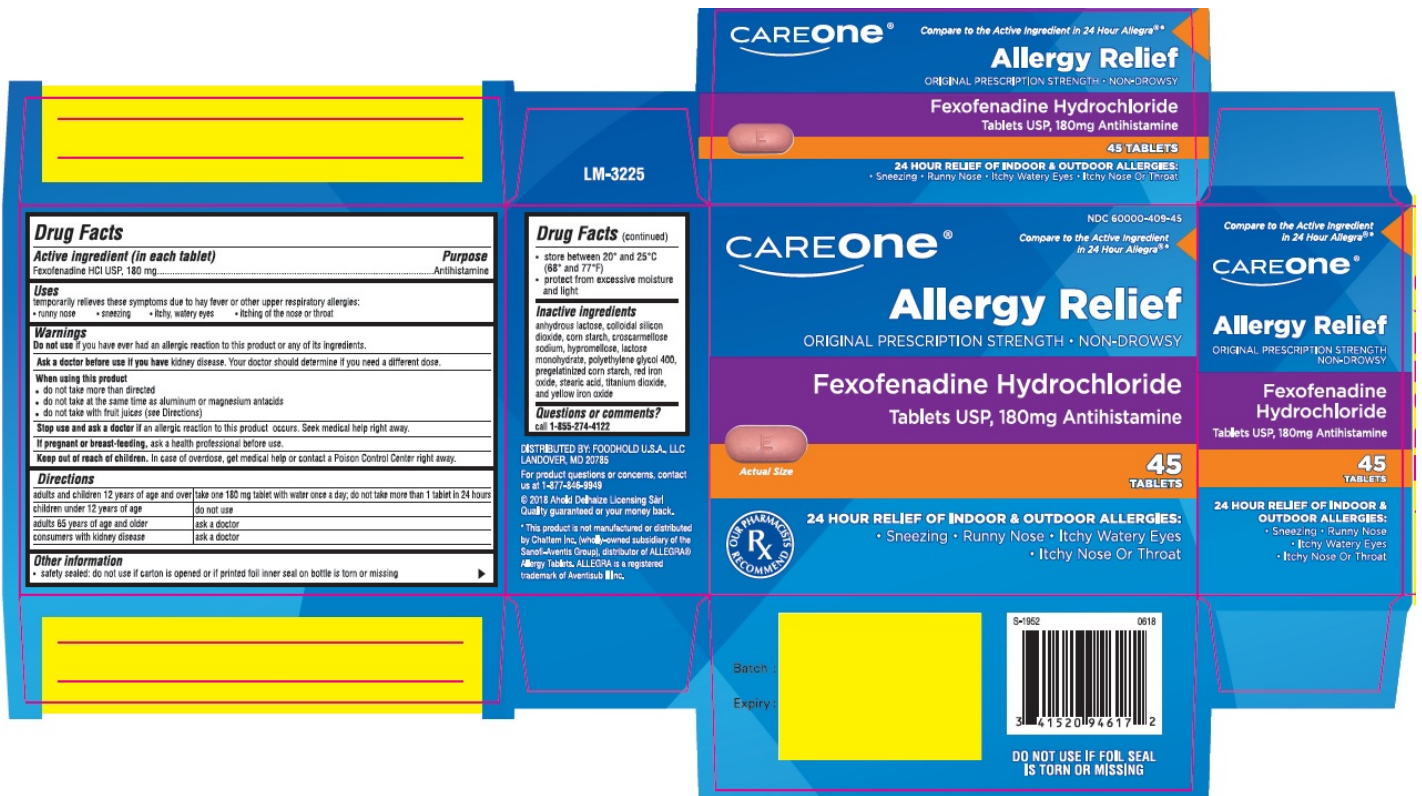 CAREone®
Compare to the Active Ingredient in 24 Hour Allegra®*
Allergy Relief
ORIGINAL PRESCRIPTION STRENGTH • NON-DROWSY
Fexofenadine Hydrochloride
Tablets USP, 180mg Antihistamine
E
45 TABLETS
24 HOUR RELIEF OF INDOOR & OUTDOOR ALLERGIES:
• Sneezing • Runny Nose • Itchy Watery Eyes • Itchy Nose Or Throat
LM-3225
Drug Facts
Active ingredient (in each tablet) Purpose
Fexofenadine HCl USP, 180 mg...Antihistamine
Uses
temporarily relieves these symptoms due to hay fever or other upper respiratory allergies:
• runny nose • sneezing • itchy, watery eyes • itching of the nose or throat
Warnings
Do not use if you have ever had an allergic reaction to this product or any of its ingredients.
Ask a doctor before use if you have kidney disease. Your doctor should determine if you need a different dose.
When using this product
• do not take more than directed
• do not take at the same time as aluminum or magnesium antacids
• do not take with fruit juices (see Directions)
Stop use and ask a doctor if an allergic reaction to this product occurs. Seek medical help right away.
If pregnant or breast-feeding, ask a health professional before use.
Keep out of reach of children. In case of overdose, get medical help or contact a Poison Control Center right away.
Directions
adults and children 12 years of age and over take one 180 mg tablet with water once a day; do not take more than 1 tablet in 24 hours
children under 12 years of age do not use
adults 65 years of age and older ask a doctor
consumers with kidney disease ask a doctor
Other information
• safety sealed: do not use if carton is opened or if printed foil inner seal on bottle is torn or missing
Drug Facts (continued)
• store between 20° and 25°C
(68° and 77°F)
• protect from excessive moisture
and light
Inactive ingredients
anhydrous lactose, colloidal silicon
dioxide, corn starch, croscarmellose
sodium, hypromellose, lactose
monohydrate, polyethylene glycol 400,
pregelatinized corn starch, red iron
oxide, stearic acid, titanium dioxide,
and yellow iron oxide
Questions or comments?
call 1-855-274-4122
DISTRIBUTED BY: FOODHOLD U.S.A., LLC
LANDOVER, MD 20785
For product questions or concerns, contact
us at 1-877-846-9949
© 2018 Ahold Delhaize Licensing Sàrl
Quality guaranteed or your money back.
* This product is not manufactured or distributed
by Chattem Inc. (wholly-owned subsidiary of the
Sanofi-Aventis Group), distributor of ALLEGRA®
Allergy Tablets. ALLEGRA is a registered
trademark of Aventisub II Inc.
NDC 60000-409-45
CAREone®
Compare to the Active Ingredient
in 24 Hour Allegra®*
Allergy Relief
ORIGINAL PRESCRIPTION STRENGTH • NON-DROWSY
Fexofenadine Hydrochloride
Tablets USP, 180mg Antihistamine
E
Actual Size
45
TABLETS
OUR PHARMACISTS
Rx
RECOMMEND
24 HOUR RELIEF OF INDOOR & OUTDOOR ALLERGIES:
• Sneezing • Runny Nose • Itchy Watery Eyes
• Itchy Nose Or Throat
Compare to the Active Ingredient
in 24 Hour Allegra®*
CAREone®
Allergy Relief
ORIGINAL PRESCRIPTION STRENGTH
NON-DROWSY
Fexofenadine
Hydrochloride
Tablets USP, 180mg Antihistamine
45
TABLETS
24 HOUR RELIEF OF INDOOR &
OUTDOOR ALLERGIES:
• Sneezing • Runny Nose
• Itchy Watery Eyes
• Itchy Nose Or Throat
Batch :
Expiry :
S-1952 0618
3 41520 94617 2
DO NOT USE IF FOIL SEAL
IS TORN OR MISSING